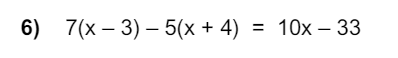 6) 7(x – 3) – 5(x + 4) = 10x – 33